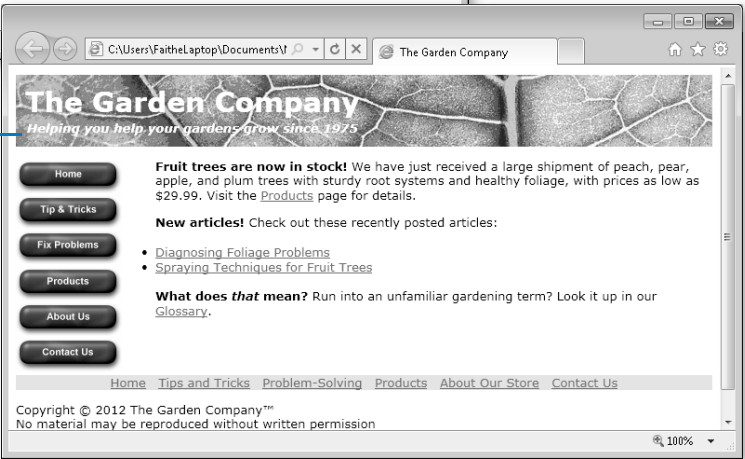 C:\Users\FaitheLaptop\Documents\
The Garden Company
The Garden Company
Helping you help your gardens grow since 1975
Home
Tip & Tricks
Fix Problems
Products
About Us
Contact Us
Fruit trees are now in stock! We have just received a large shipment of peach, pear,
apple, and plum trees with sturdy root systems and healthy foliage, with prices as low as
$29.99. Visit the Products page for details.
New articles! Check out these recently posted articles:
• Diagnosing Foliage Problems
• Spraying Techniques for Fruit Trees
What does that mean? Run into an unfamiliar gardening term? Look it up in our
Glossary.
Home Tips and Tricks Problem-Solving Products About Our Store Contact Us
Copyright © 2012 The Garden Company™
No material may be reproduced without written permission
100%